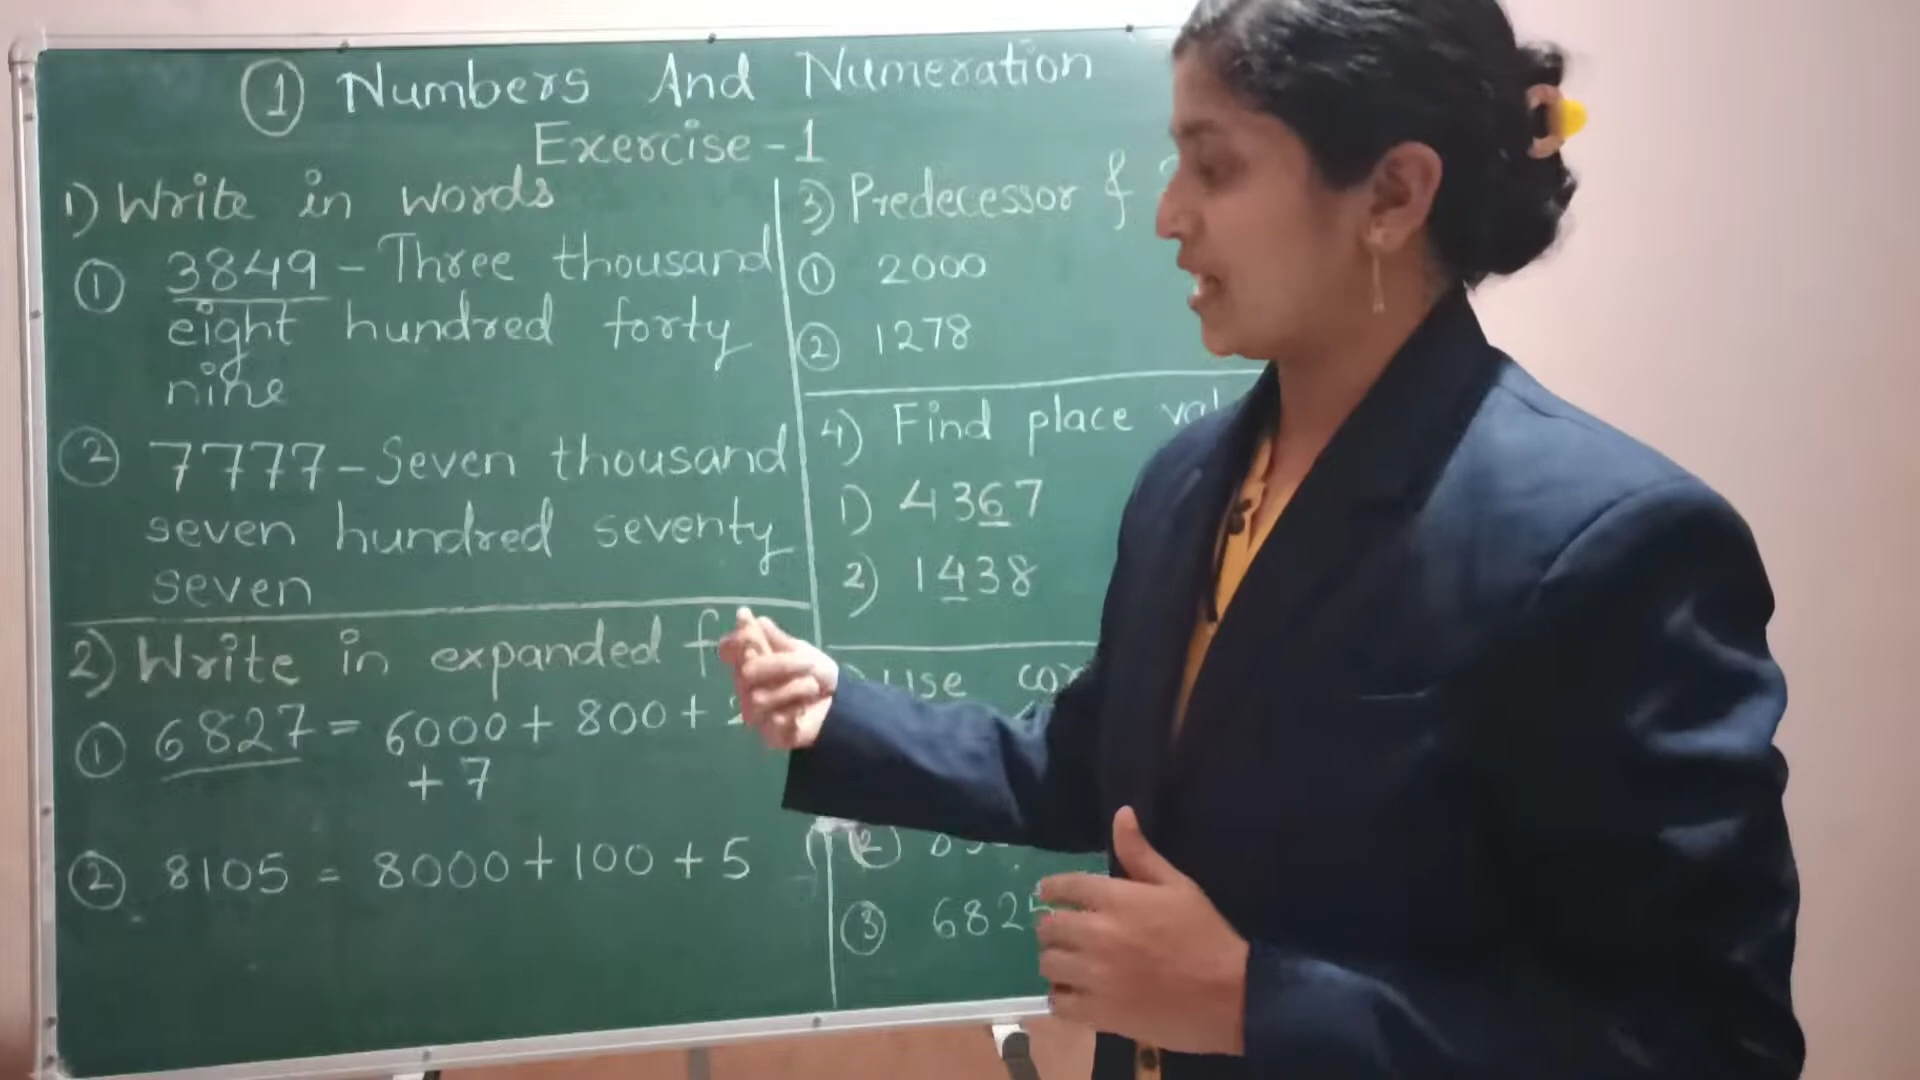 ① Numbers And Numeration
Exercise-1
1) Write in words
① 3849 - Three thousand
eight hundred forty
nine
② 7777 - Seven thousand
seven hundred seventy
seven
2) Write in expanded
① 6827 = 6000 + 800 +
+ 7
② 8105 = 8000 + 100 + 5
3) Predecessor &
① 2000
② 1278
4) Find place
1) 4367
2) 1438
use
②
③ 682